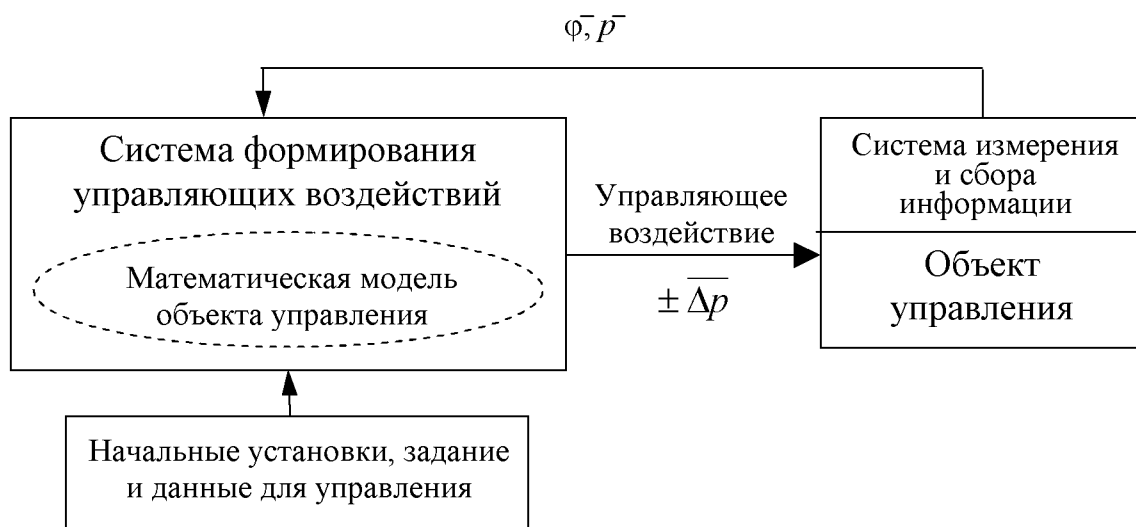 φ̄, p̄
Система формирования
управляющих воздействий
Математическая модель
объекта управления
Управляющее
воздействие
± Δp̅
Система измерения
и сбора
информации
Объект
управления
Начальные установки, задание
и данные для управления